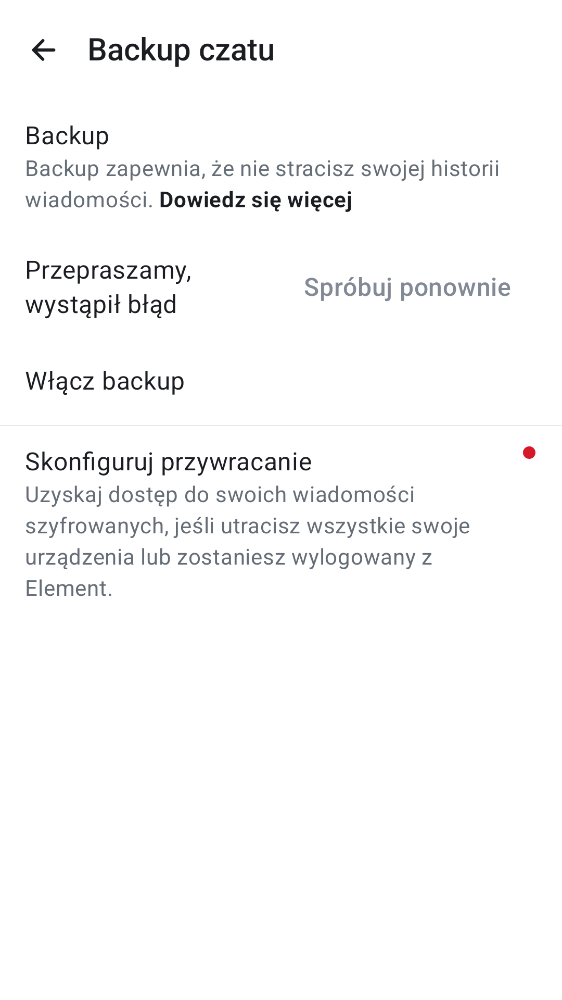 Backup czatu
Backup
Backup zapewnia, że nie stracisz swojej historii
wiadomości. Dowiedz się więcej
Przepraszamy,
wystąpił błąd
Spróbuj ponownie
Włącz backup
Skonfiguruj przywracanie
Uzyskaj dostęp do swoich wiadomości
szyfrowanych, jeśli utracisz wszystkie swoje
urządzenia lub zostaniesz wylogowany z
Element.